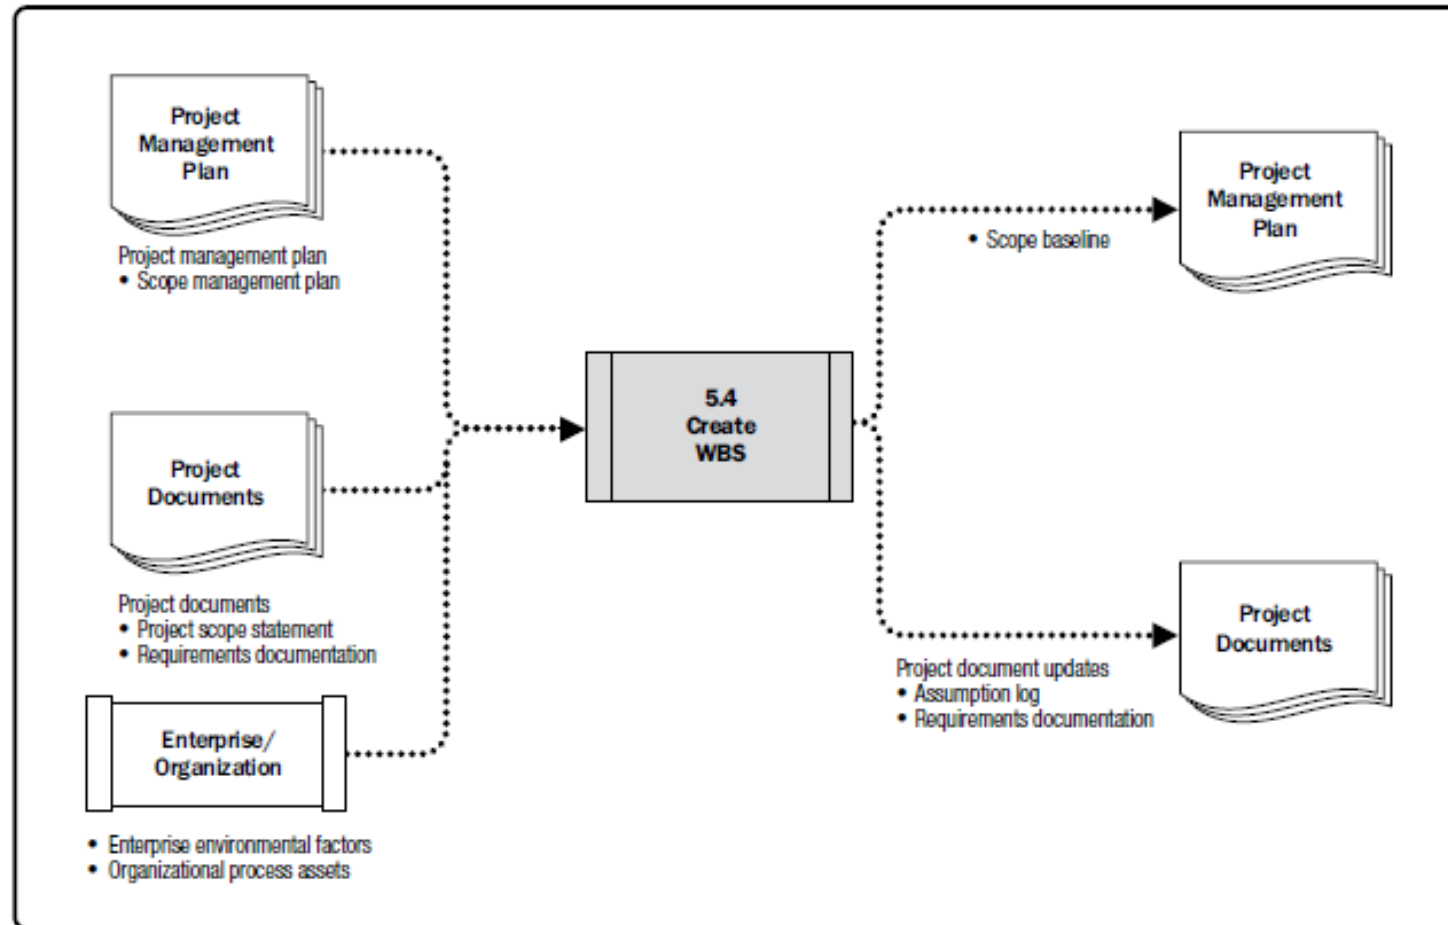 Project
Management
Plan
Project management plan
• Scope management plan
Project
Documents
Project documents
• Project scope statement
• Requirements documentation
Enterprise/
Organization
• Enterprise environmental factors
• Organizational process assets
5.4
Create
WBS
• Scope baseline
Project
Management
Plan
Project document updates
• Assumption log
• Requirements documentation
Project
Documents